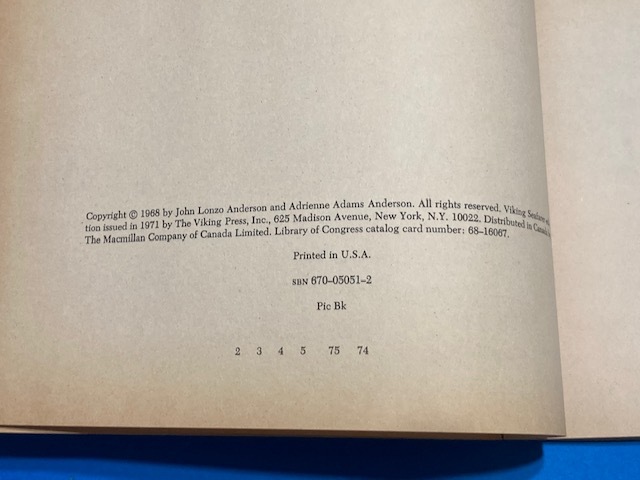 Copyright © 1968 by John Lonzo Anderson and Adrienne Adams Anderson. All rights reserved. Viking Seafarer
tion issued in 1971 by The Viking Press, Inc., 625 Madison Avenue, New York, N.Y. 10022. Distributed in Canada
The Macmillan Company of Canada Limited. Library of Congress catalog card number: 68–16067.
Printed in U.S.A.
SBN 670–05051–2
Pic Bk
2 3 4 5 75 74